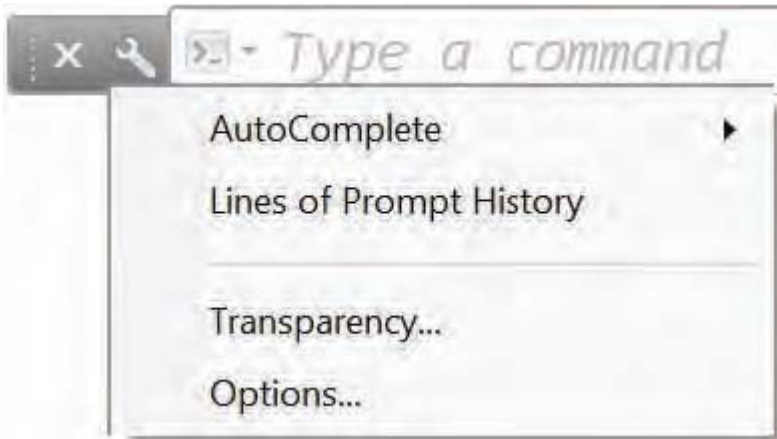 Type a command
AutoComplete
Lines of Prompt History
Transparency...
Options...